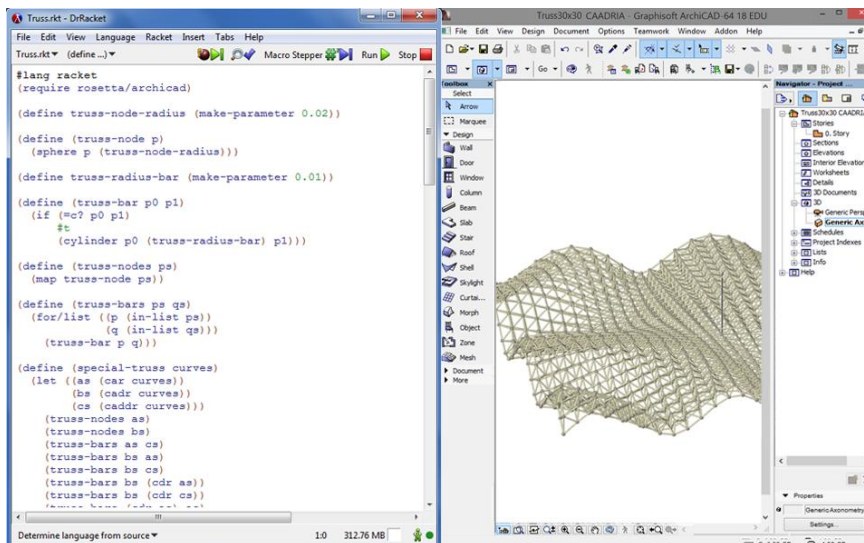 Truss.rkt - DrRacket
File Edit View Language Racket Insert Tabs Help
Truss.rkt (define ...) Macro Stepper Run Stop
#lang racket
(require rosetta/archicad)
(define truss-node-radius (make-parameter 0.02))
(define (truss-node p)
(sphere p (truss-node-radius)))
(define truss-radius-bar (make-parameter 0.01))
(define (truss-bar p0 p1)
(if (=c? p0 p1)
#t
(cylinder p0 (truss-radius-bar) p1)))
(define (truss-nodes ps)
(map truss-node ps))
(define (truss-bars ps qs)
(for/list ((p (in-list ps))
(q (in-list qs)))
(truss-bar p q)))
(define (special-truss curves)
(let ((as (car curves))
(bs (cadr curves))
(cs (caddr curves)))
(truss-nodes as)
(truss-nodes bs)
(truss-bars as cs)
(truss-bars bs as)
(truss-bars bs cs)
(truss-bars bs (cdr as))
(truss-bars bs (cdr cs))
Determine language from source 1:0 312.76 MB
Truss30x30 CAADRIA - Graphisoft ArchiCAD-64 18 EDU
File Edit View Design Document Options Teamwork Window Addon Help
Go
Toolbox
Select
Arrow
Marquee
Design
Wall
Door
Window
Column
Beam
Slab
Stair
Roof
Shell
Skylight
Curtai...
Morph
Object
Zone
Mesh
Document
More
Navigator - Project ...
Truss30x30 CAADRIA
Stories
0. Story
Sections
Elevations
Interior Elevation
Worksheets
Details
3D Documents
3D
Generic Persp
Generic Axo
Schedules
Project Indexes
Lists
Info
Help
Properties
Generic Axonometry
Settings...